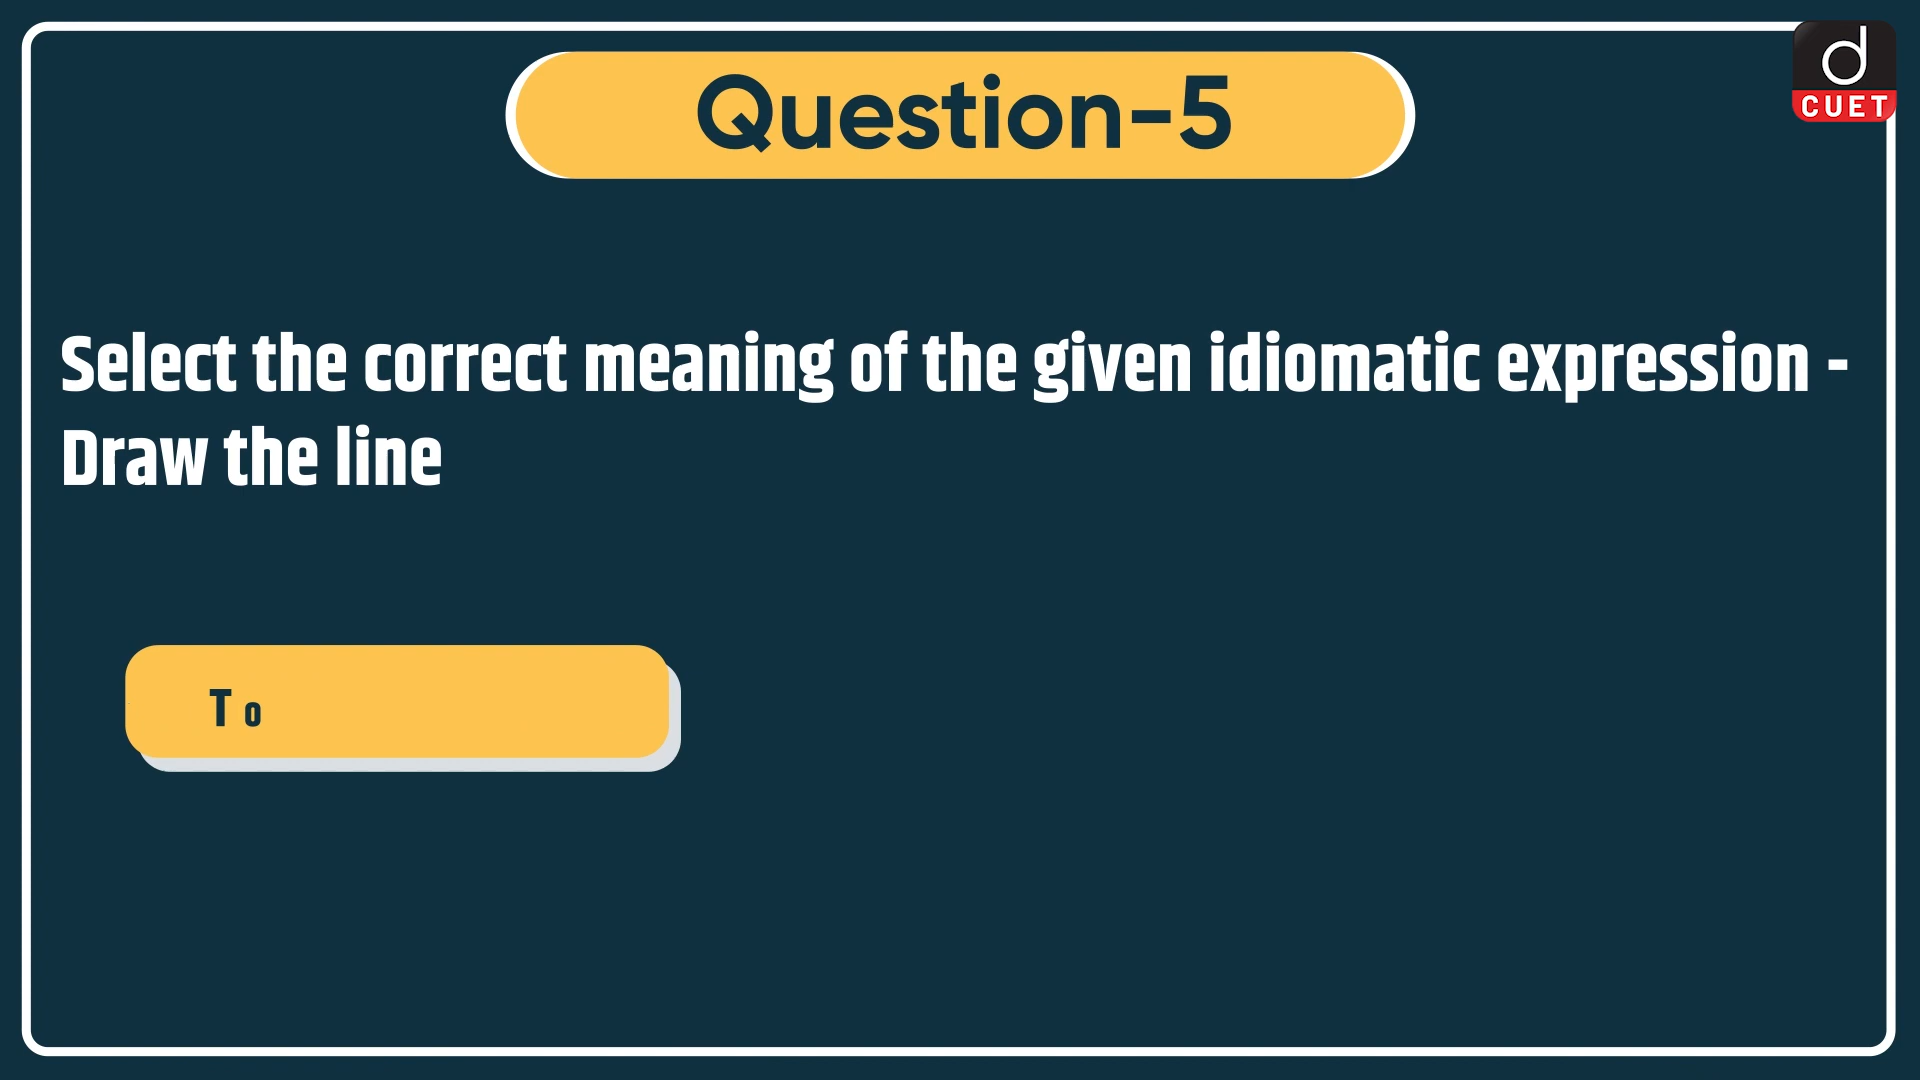 Question-5
d
CUET
Select the correct meaning of the given idiomatic expression -
Draw the line
To